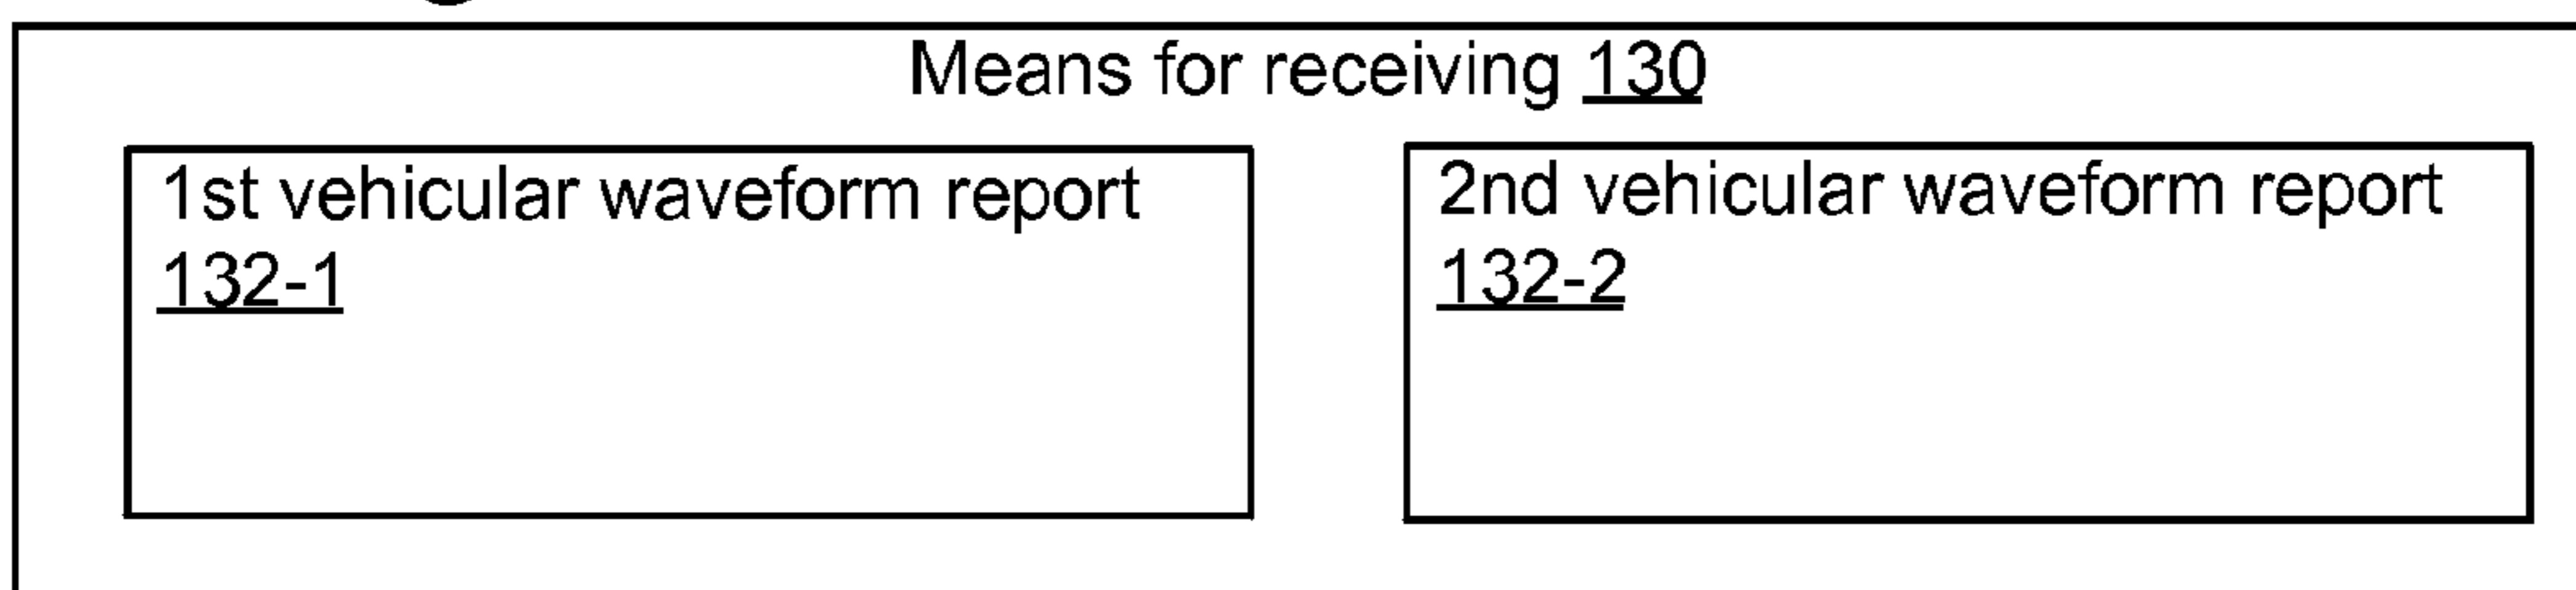 Means for receiving 130
1st vehicular waveform report
132-1
2nd vehicular waveform report
132-2